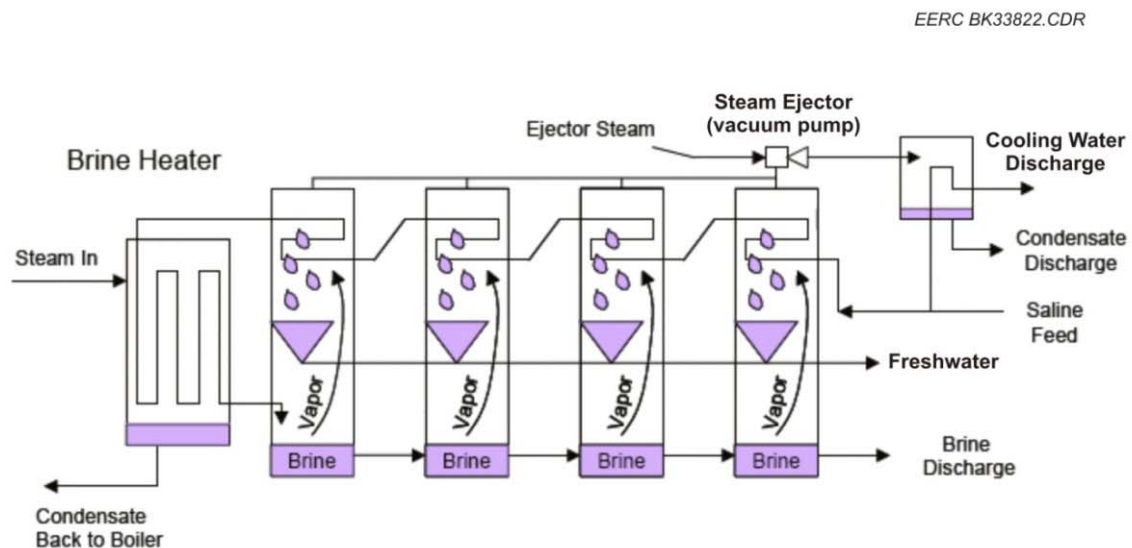 EERC BK33822.CDR
Steam Ejector
(vacuum pump)
Ejector Steam
Cooling Water
Discharge
Brine Heater
Steam In
Condensate
Discharge
Saline
Feed
Freshwater
Vapor
Vapor
Vapor
Vapor
Brine
Brine
Brine
Brine
Brine
Discharge
Condensate
Back to Boiler